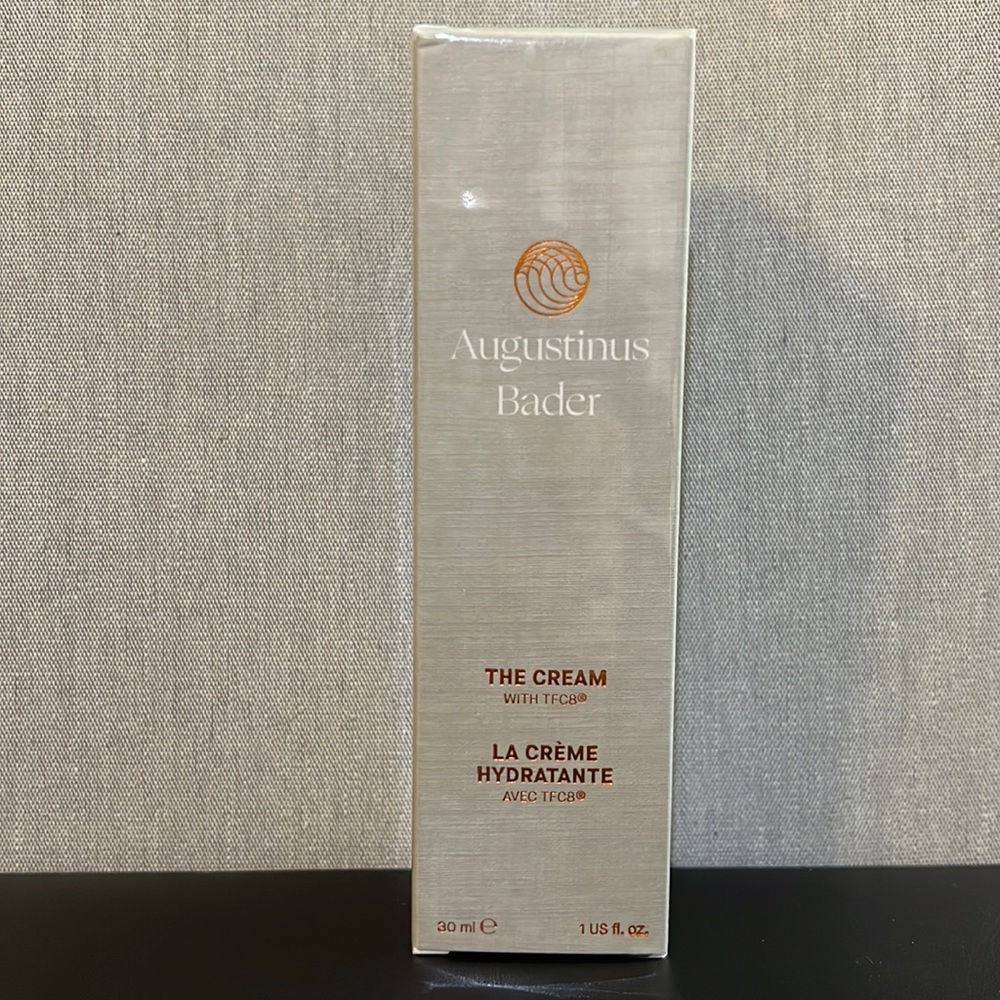 Augustinus
Bader
THE CREAM
WITH TFC8®
LA CRÈME
HYDRATANTE
AVEC TFC8®
30 ml ℮ 1 US fl. oz.